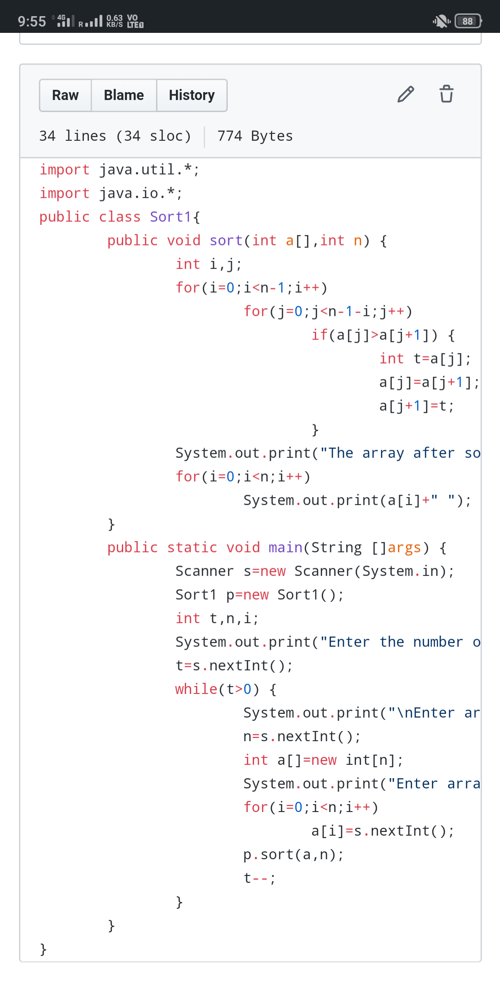 9:55 4G R 0.63 KB/S VO LTE 1 88
Raw Blame History
34 lines (34 sloc) 774 Bytes
import java.util.*;
import java.io.*;
public class Sort1{
public void sort(int a[],int n) {
int i,j;
for(i=0;i<n-1;i++)
for(j=0;j<n-1-i;j++)
if(a[j]>a[j+1]) {
int t=a[j];
a[j]=a[j+1];
a[j+1]=t;
}
System.out.print("The array after so
for(i=0;i<n;i++)
System.out.print(a[i]+" ");
}
public static void main(String []args) {
Scanner s=new Scanner(System.in);
Sort1 p=new Sort1();
int t,n,i;
System.out.print("Enter the number o
t=s.nextInt();
while(t>0) {
System.out.print("\nEnter ar
n=s.nextInt();
int a[]=new int[n];
System.out.print("Enter arra
for(i=0;i<n;i++)
a[i]=s.nextInt();
p.sort(a,n);
t--;
}
}
}